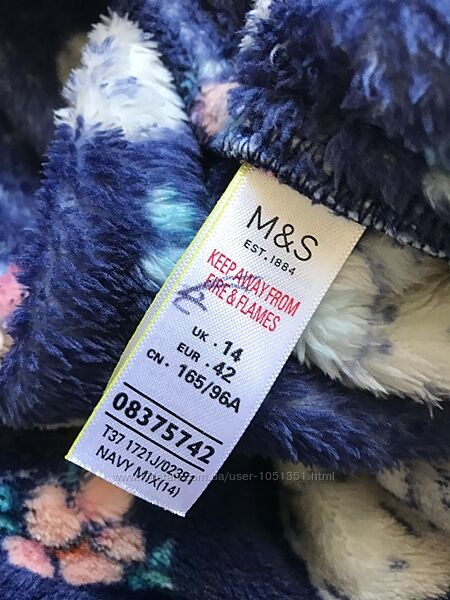 M&S
EST. 1884
KEEP AWAY FROM
FIRE & FLAMES
UK . 14
EUR . 42
CN . 165/96A
08375742
T37 1721J/0238
NAVY MIX(14)